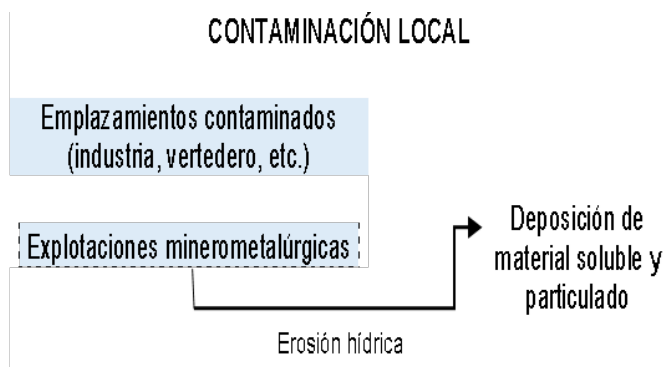 CONTAMINACIÓN LOCAL
Emplazamientos contaminados
(industria, vertedero, etc.)
Explotaciones minerometalúrgicas
Deposición de
material soluble y
particulado
Erosión hídrica